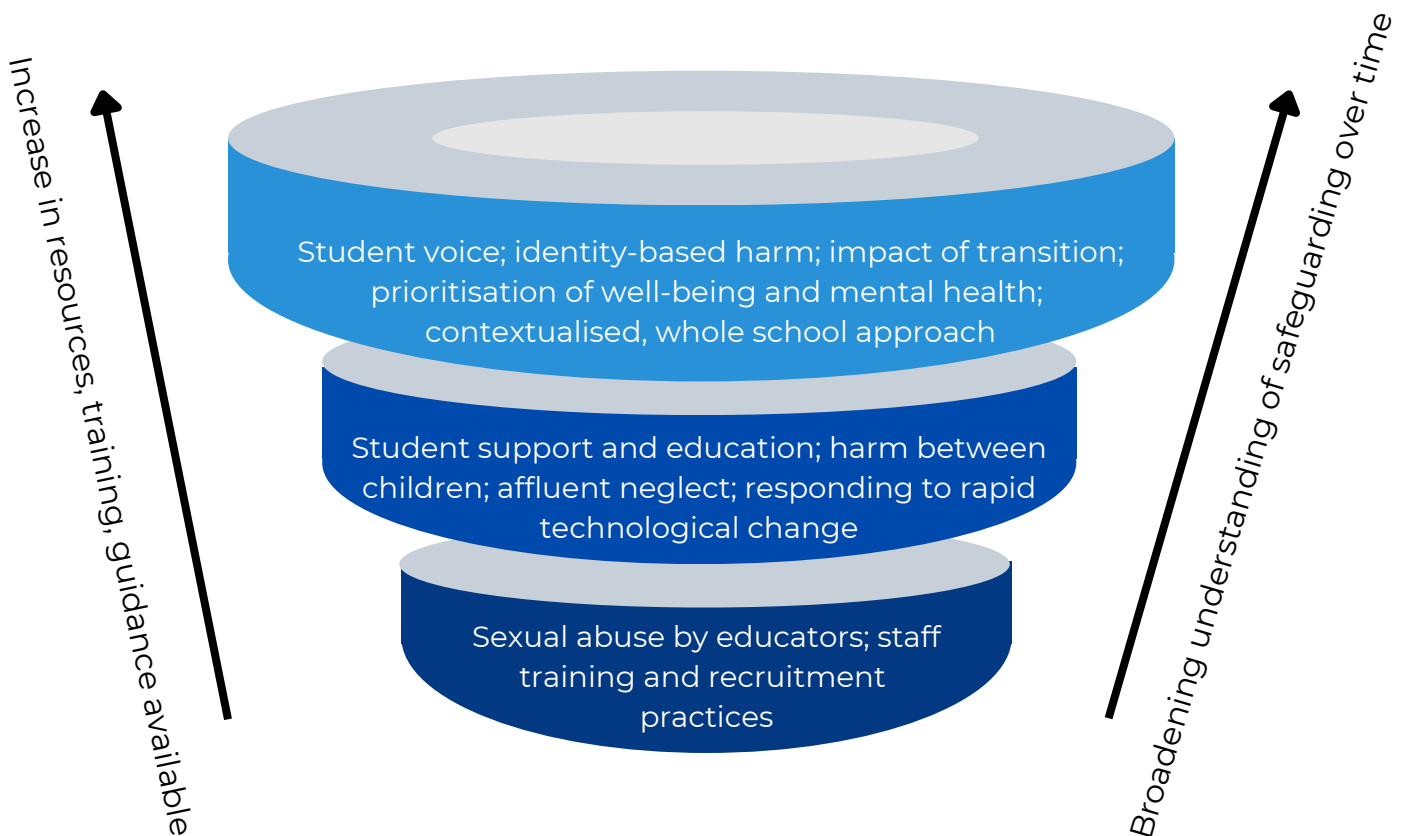 Increase in resources, training, guidance available
Student voice; identity-based harm; impact of transition;
prioritisation of well-being and mental health;
contextualised, whole school approach
Student support and education; harm between
children; affluent neglect; responding to rapid
technological change
Sexual abuse by educators; staff
training and recruitment
practices
Broadening understanding of safeguarding over time